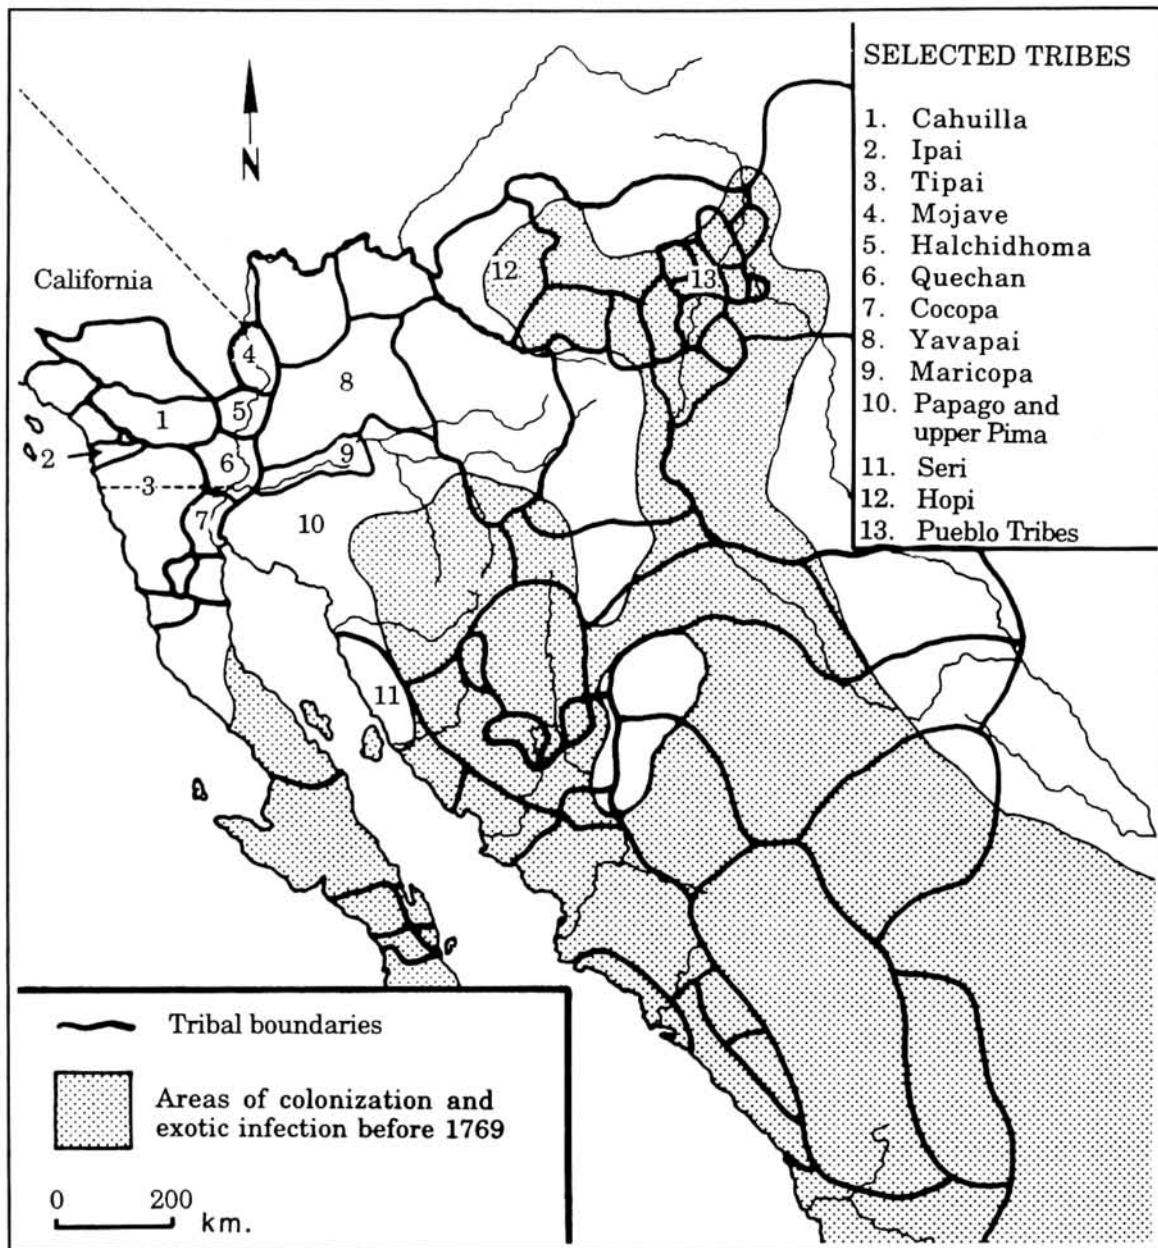 SELECTED TRIBES
1. Cahuilla
2. Ipai
3. Tipai
4. Mojave
5. Halchidhoma
6. Quechan
7. Cocopa
8. Yavapai
9. Maricopa
10. Papago and
upper Pima
11. Seri
12. Hopi
13. Pueblo Tribes
N
California
12
13
4
8
5
1
9
2
6
3
7
10
11
Tribal boundaries
Areas of colonization and
exotic infection before 1769
0 200
km.